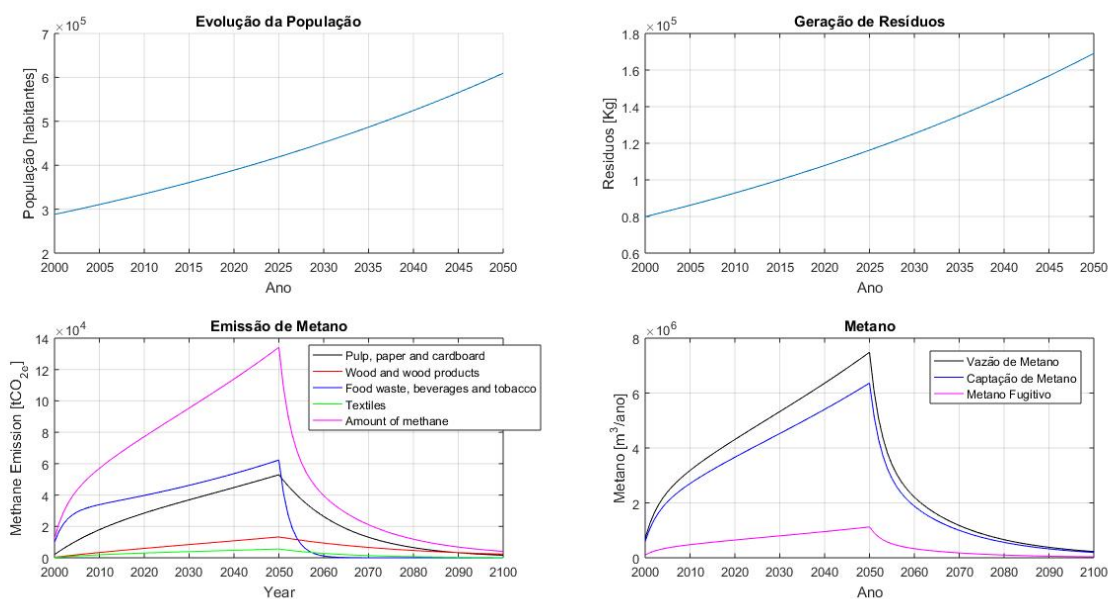 Evolução da População
×10^5
7
6
5
4
3
2
População [habitantes]
2000 2005 2010 2015 2020 2025 2030 2035 2040 2045 2050
Ano
Geração de Resíduos
×10^5
1.8
1.6
1.4
1.2
1
0.8
0.6
Resíduos [Kg]
2000 2005 2010 2015 2020 2025 2030 2035 2040 2045 2050
Ano
Emissão de Metano
×10^4
14
12
10
8
6
4
2
0
Methane Emission [tCO_2e]
Pulp, paper and cardboard
Wood and wood products
Food waste, beverages and tobacco
Textiles
Amount of methane
2000 2010 2020 2030 2040 2050 2060 2070 2080 2090 2100
Year
Metano
×10^6
8
6
4
2
0
Metano [m^3/ano]
Vazão de Metano
Captação de Metano
Metano Fugitivo
2000 2010 2020 2030 2040 2050 2060 2070 2080 2090 2100
Ano